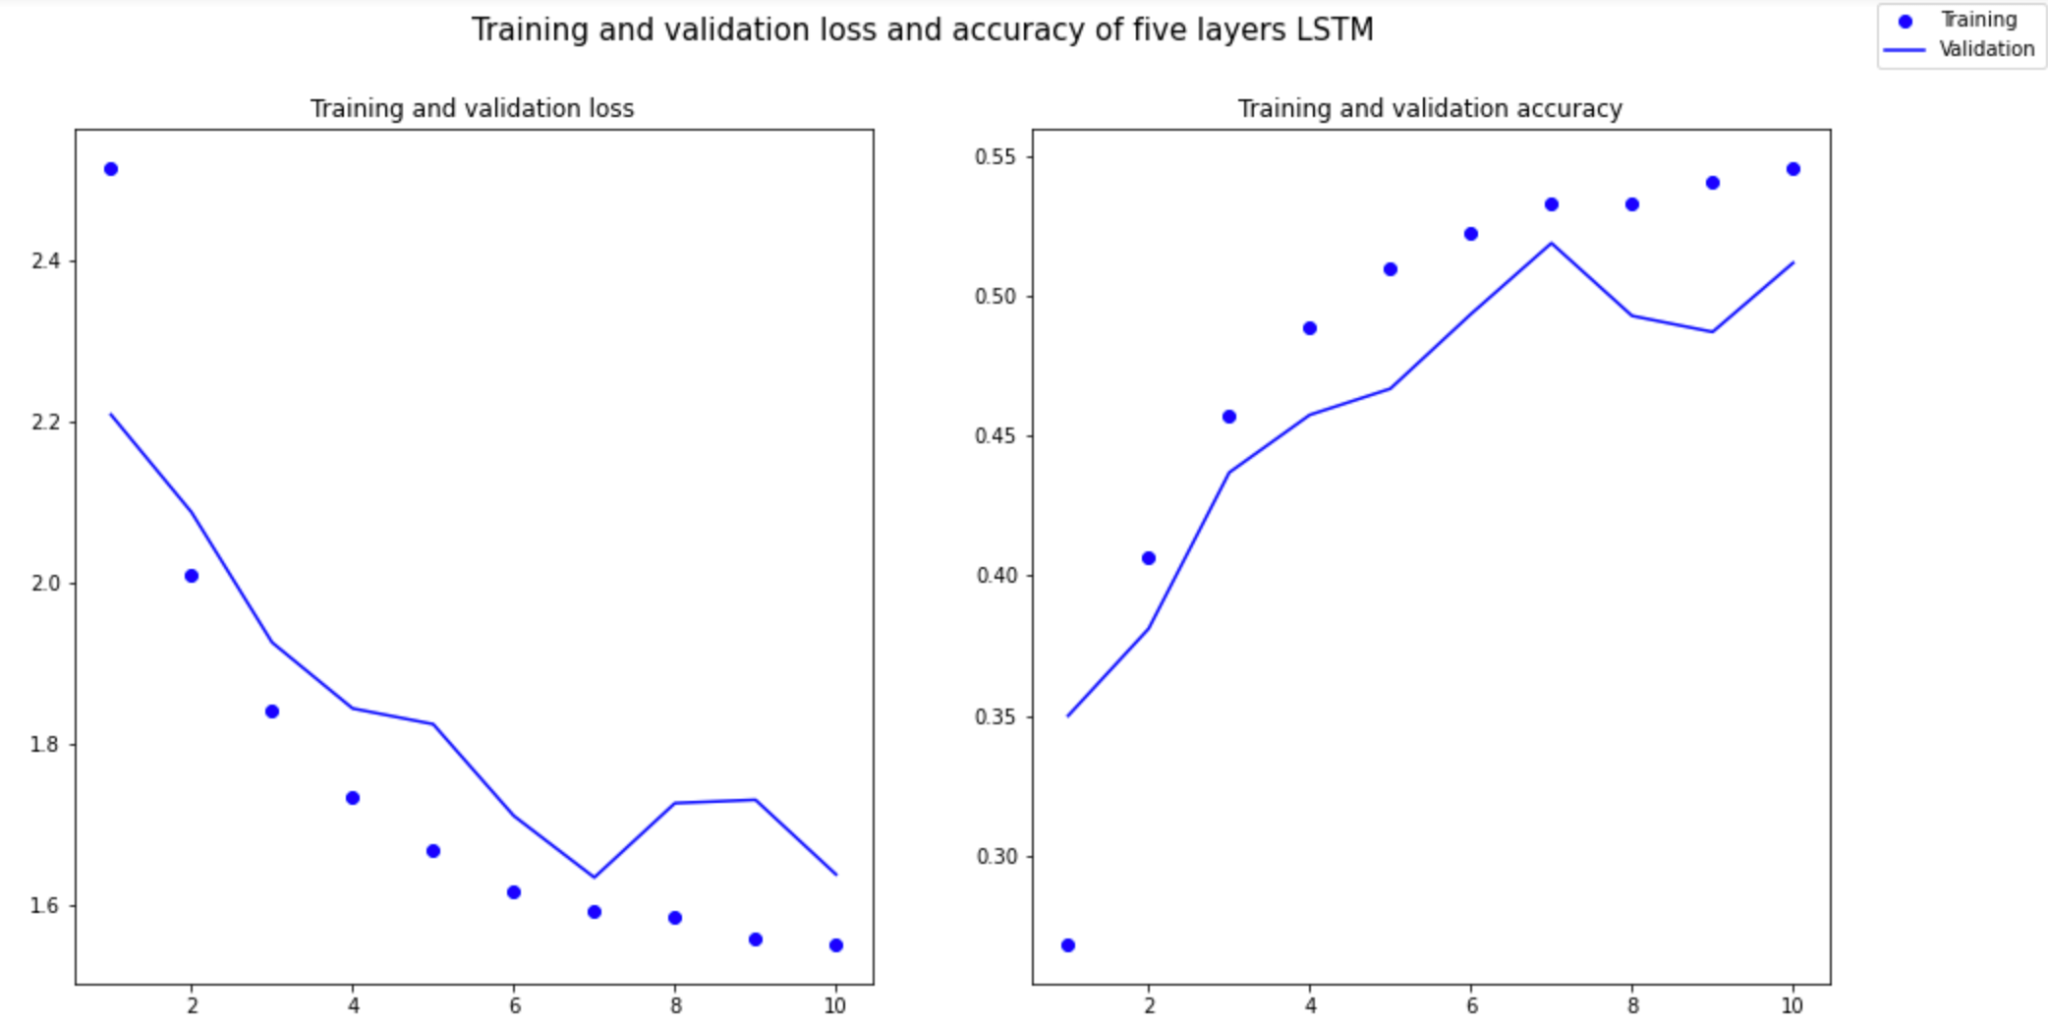 Training and validation loss and accuracy of five layers LSTM
Training
Validation
Training and validation loss
2.4
2.2
2.0
1.8
1.6
2 4 6 8 10
Training and validation accuracy
0.55
0.50
0.45
0.40
0.35
0.30
2 4 6 8 10